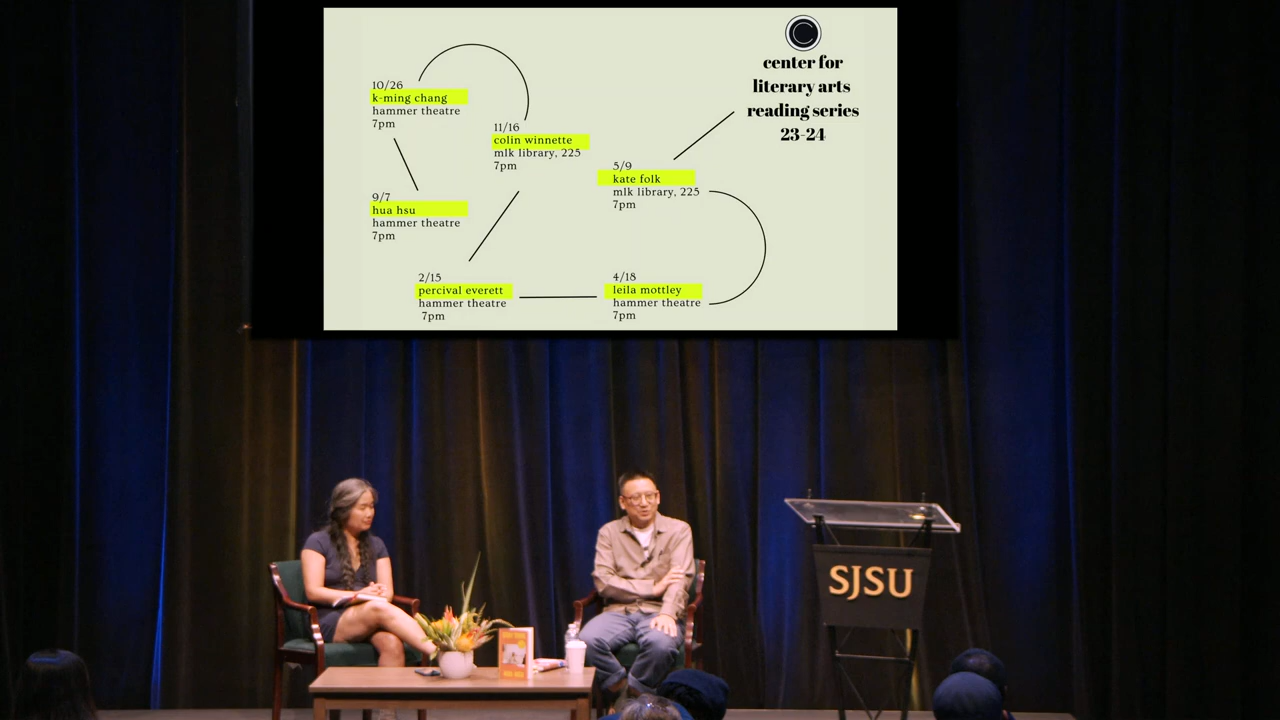 C
center for
literary arts
reading series
23-24
10/26
k-ming chang
hammer theatre
7pm
11/16
colin winnette
mlk library, 225
7pm
5/9
kate folk
mlk library, 225
7pm
9/7
hua hsu
hammer theatre
7pm
2/15
percival everett
hammer theatre
7pm
4/18
leila mottley
hammer theatre
7pm
SJSU